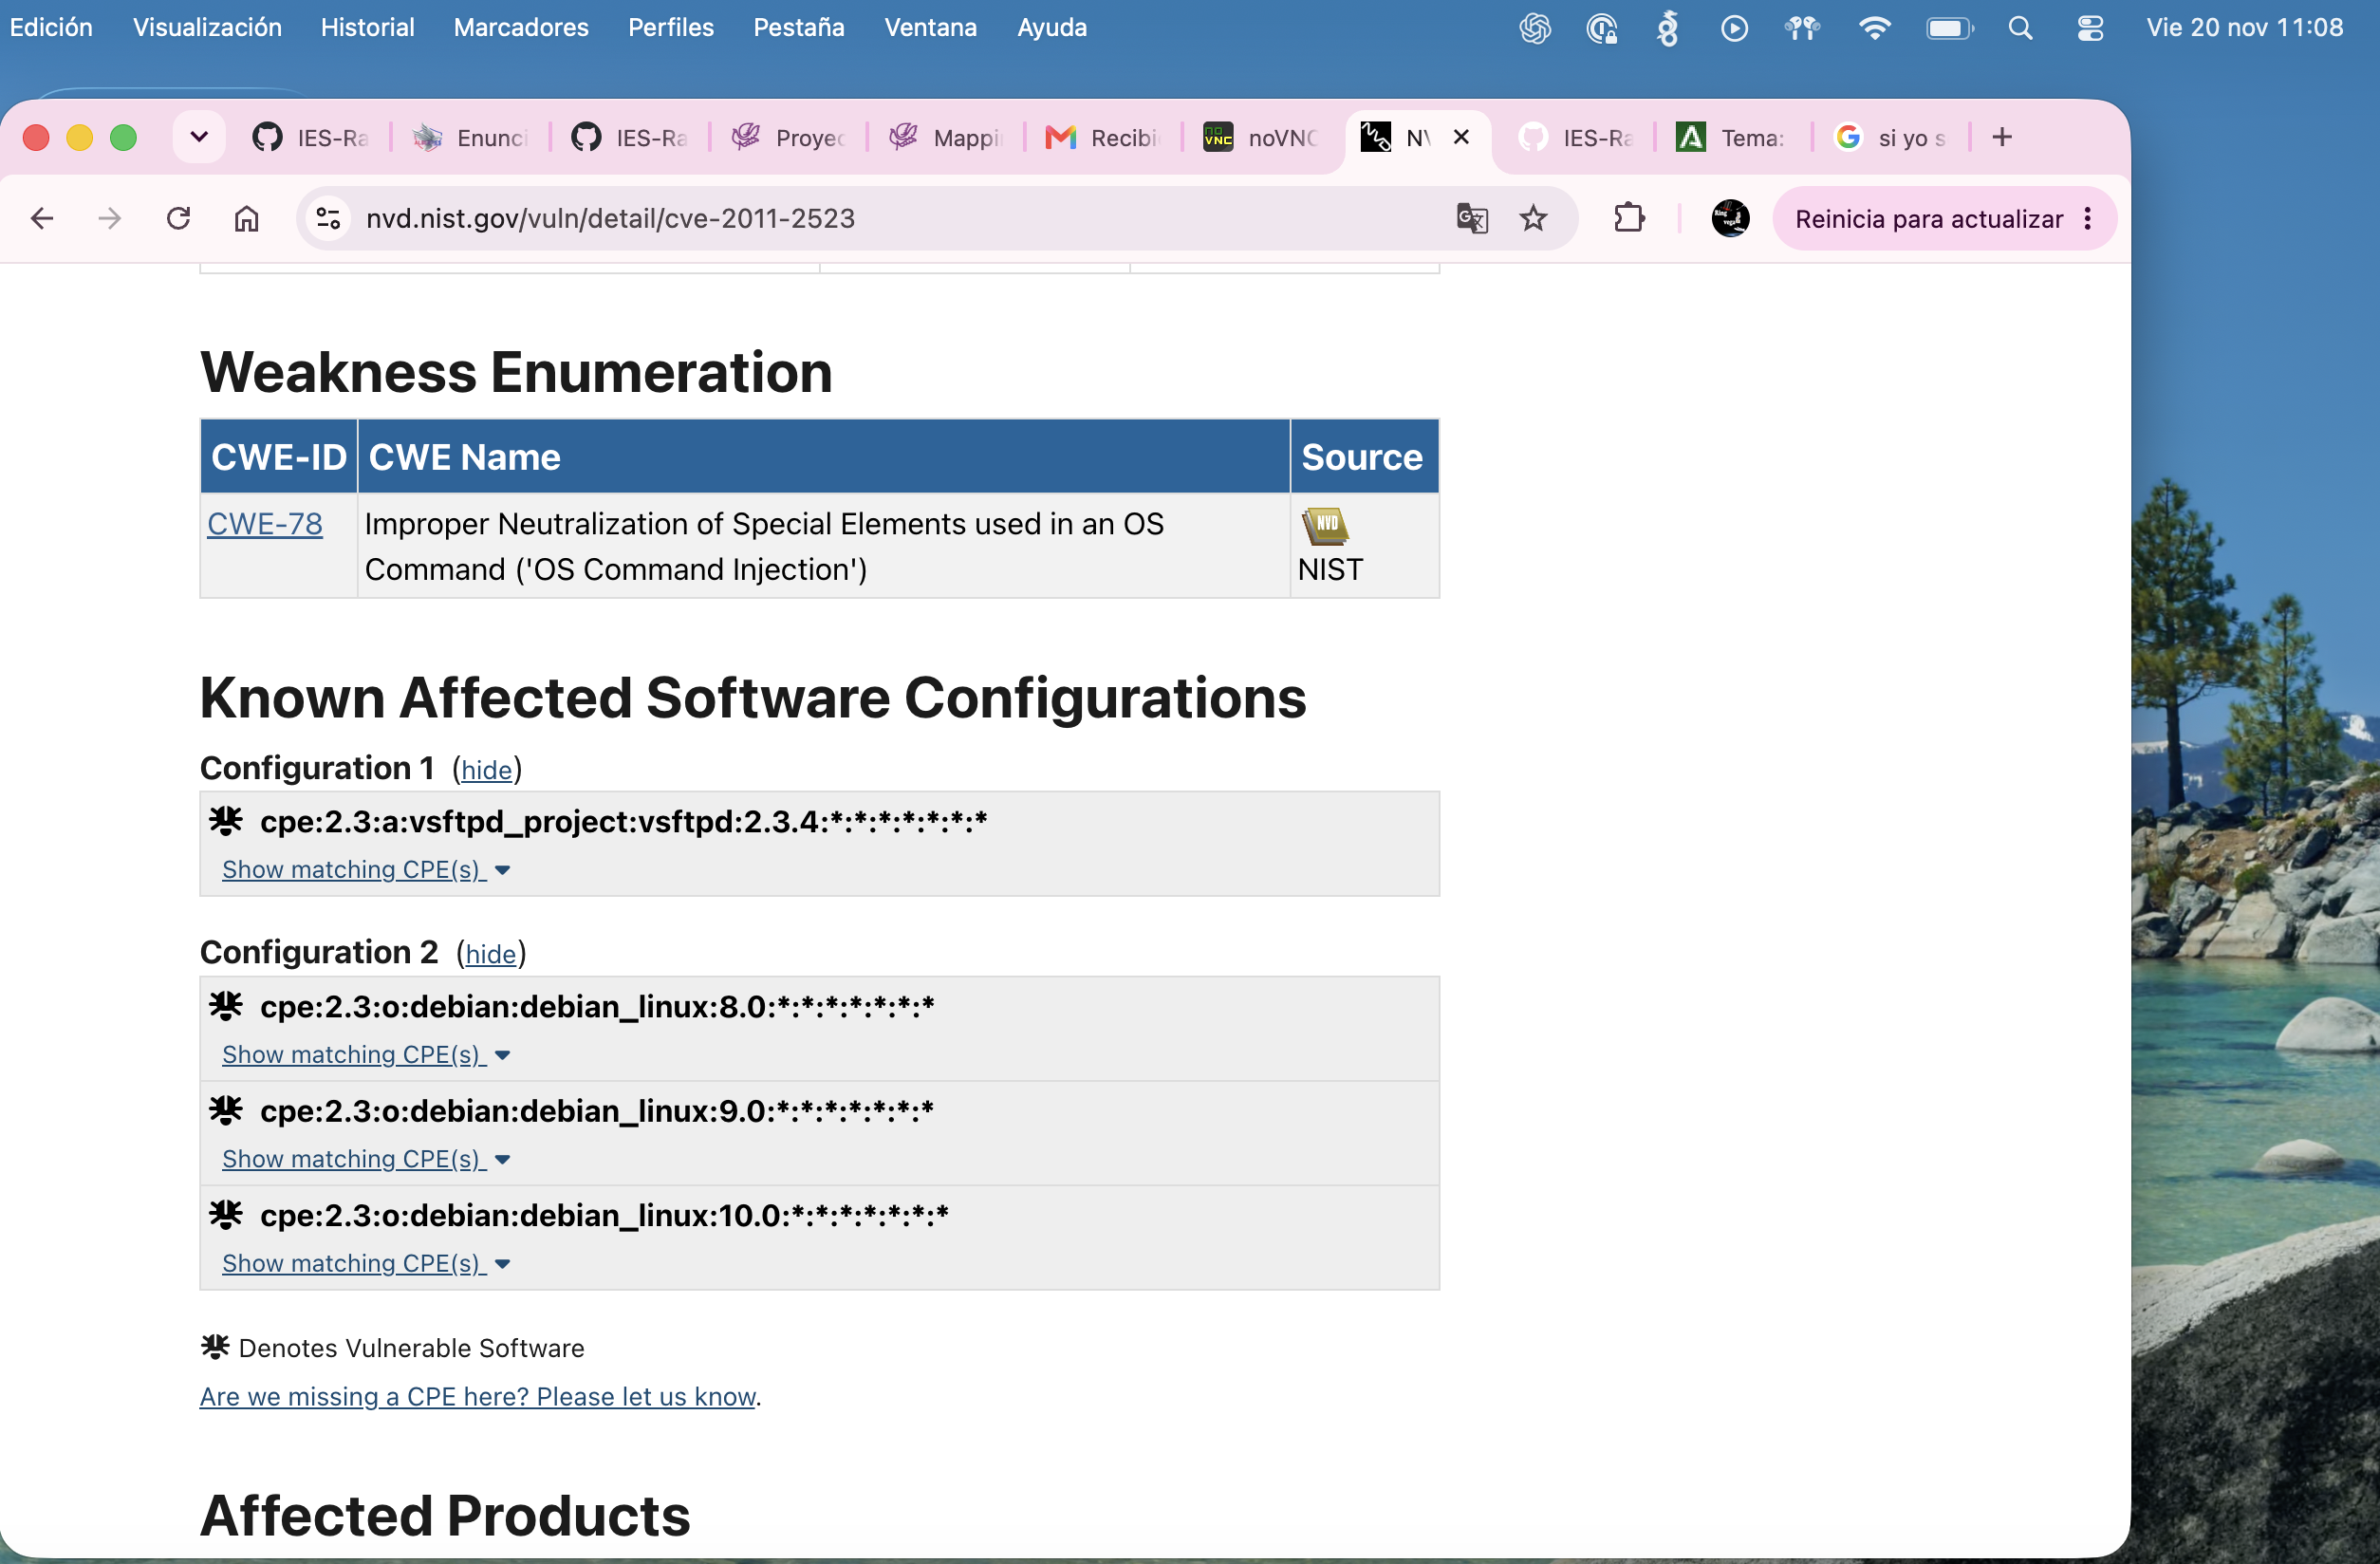 Edición Visualización Historial Marcadores Perfiles Pestaña Ventana Ayuda Vie 20 nov 11:08
IES-Ra Enunci IES-Ra Proyec Mappi Recibi noVNC NV IES-Ra Tema: si yo s
nvd.nist.gov/vuln/detail/cve-2011-2523 Reinicia para actualizar
Weakness Enumeration
CWE-ID CWE Name Source
CWE-78 Improper Neutralization of Special Elements used in an OS Command ('OS Command Injection') NVD NIST
Known Affected Software Configurations
Configuration 1 (hide)
cpe:2.3:a:vsftpd_project:vsftpd:2.3.4:*:*:*:*:*:*:*
Show matching CPE(s)
Configuration 2 (hide)
cpe:2.3:o:debian:debian_linux:8.0:*:*:*:*:*:*:*
Show matching CPE(s)
cpe:2.3:o:debian:debian_linux:9.0:*:*:*:*:*:*:*
Show matching CPE(s)
cpe:2.3:o:debian:debian_linux:10.0:*:*:*:*:*:*:*
Show matching CPE(s)
Denotes Vulnerable Software
Are we missing a CPE here? Please let us know.
Affected Products